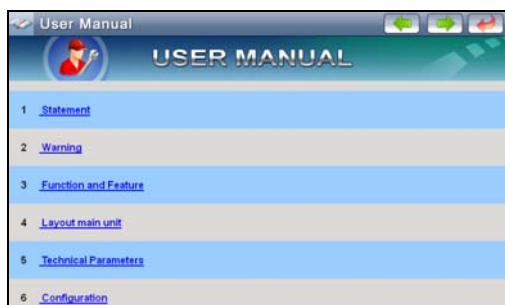 User Manual
USER MANUAL
1 Statement
2 Warning
3 Function and Feature
4 Layout main unit
5 Technical Parameters
6 Configuration